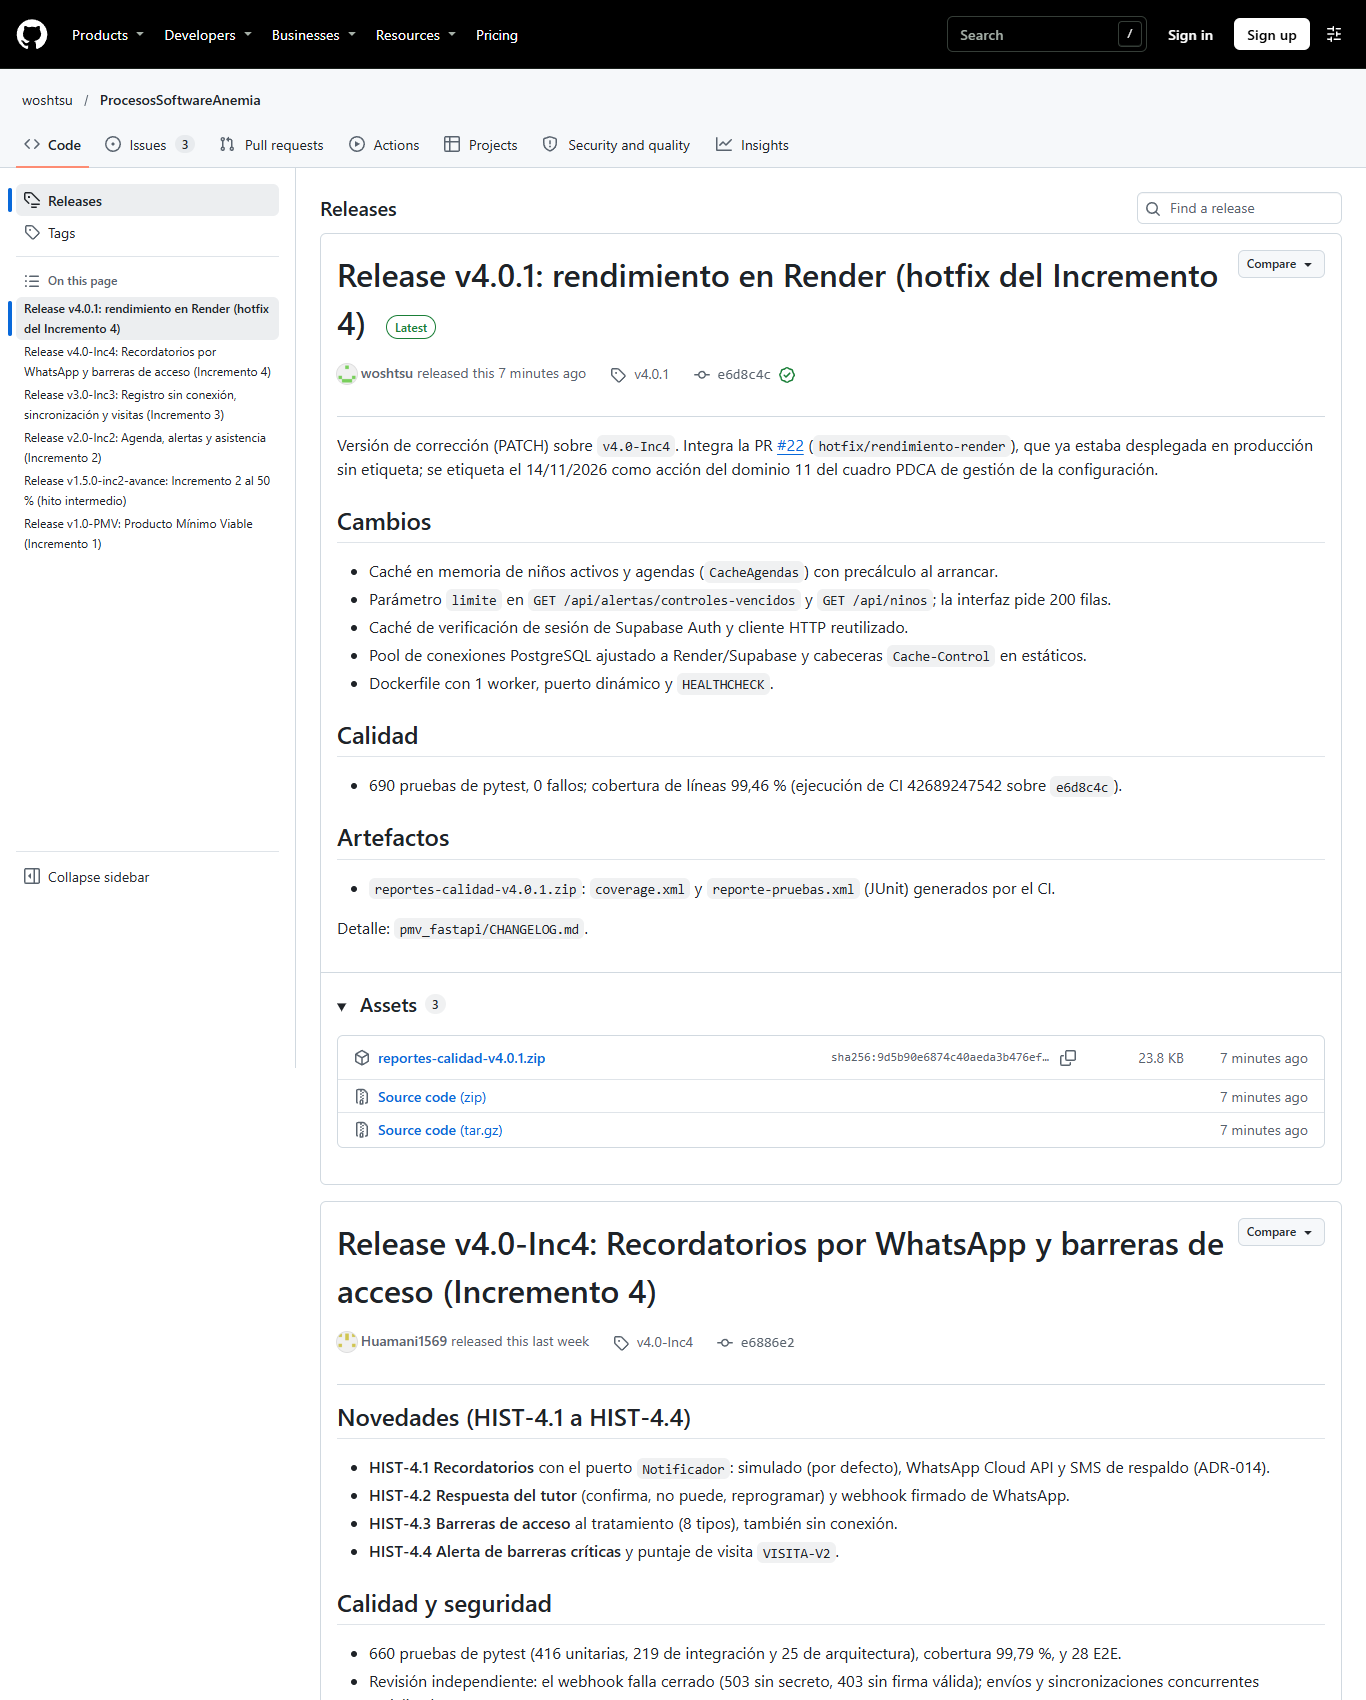 Products Developers Businesses Resources Pricing Search / Sign in Sign up
woshtsu / ProcesosSoftwareAnemia
Code Issues 3 Pull requests Actions Projects Security and quality Insights
Releases
Tags
On this page
Release v4.0.1: rendimiento en Render (hotfix
del Incremento 4)
Release v4.0-Inc4: Recordatorios por
WhatsApp y barreras de acceso (Incremento 4)
Release v3.0-Inc3: Registro sin conexión,
sincronización y visitas (Incremento 3)
Release v2.0-Inc2: Agenda, alertas y asistencia
(Incremento 2)
Release v1.5.0-inc2-avance: Incremento 2 al 50
% (hito intermedio)
Release v1.0-PMV: Producto Mínimo Viable
(Incremento 1)
Collapse sidebar
Releases
Find a release
Release v4.0.1: rendimiento en Render (hotfix del Incremento
4) Latest
Compare
woshtsu released this 7 minutes ago v4.0.1 e6d8c4c
Versión de corrección (PATCH) sobre v4.0-Inc4. Integra la PR #22 (hotfix/rendimiento-render), que ya estaba desplegada en producción
sin etiqueta; se etiqueta el 14/11/2026 como acción del dominio 11 del cuadro PDCA de gestión de la configuración.
Cambios
• Caché en memoria de niños activos y agendas (CacheAgendas) con precálculo al arrancar.
• Parámetro limite en GET /api/alertas/controles-vencidos y GET /api/ninos; la interfaz pide 200 filas.
• Caché de verificación de sesión de Supabase Auth y cliente HTTP reutilizado.
• Pool de conexiones PostgreSQL ajustado a Render/Supabase y cabeceras Cache-Control en estáticos.
• Dockerfile con 1 worker, puerto dinámico y HEALTHCHECK.
Calidad
• 690 pruebas de pytest, 0 fallos; cobertura de líneas 99,46 % (ejecución de CI 42689247542 sobre e6d8c4c).
Artefactos
• reportes-calidad-v4.0.1.zip: coverage.xml y reporte-pruebas.xml (JUnit) generados por el CI.
Detalle: pmv_fastapi/CHANGELOG.md.
Assets 3
reportes-calidad-v4.0.1.zip sha256:9d5b90e6874c40aeda3b476ef… 23.8 KB 7 minutes ago
Source code (zip) 7 minutes ago
Source code (tar.gz) 7 minutes ago
Release v4.0-Inc4: Recordatorios por WhatsApp y barreras de
acceso (Incremento 4)
Compare
Huamani1569 released this last week v4.0-Inc4 e6886e2
Novedades (HIST-4.1 a HIST-4.4)
• HIST-4.1 Recordatorios con el puerto Notificador: simulado (por defecto), WhatsApp Cloud API y SMS de respaldo (ADR-014).
• HIST-4.2 Respuesta del tutor (confirma, no puede, reprogramar) y webhook firmado de WhatsApp.
• HIST-4.3 Barreras de acceso al tratamiento (8 tipos), también sin conexión.
• HIST-4.4 Alerta de barreras críticas y puntaje de visita VISITA-V2.
Calidad y seguridad
• 660 pruebas de pytest (416 unitarias, 219 de integración y 25 de arquitectura), cobertura 99,79 %, y 28 E2E.
• Revisión independiente: el webhook falla cerrado (503 sin secreto, 403 sin firma válida); envíos y sincronizaciones concurrentes